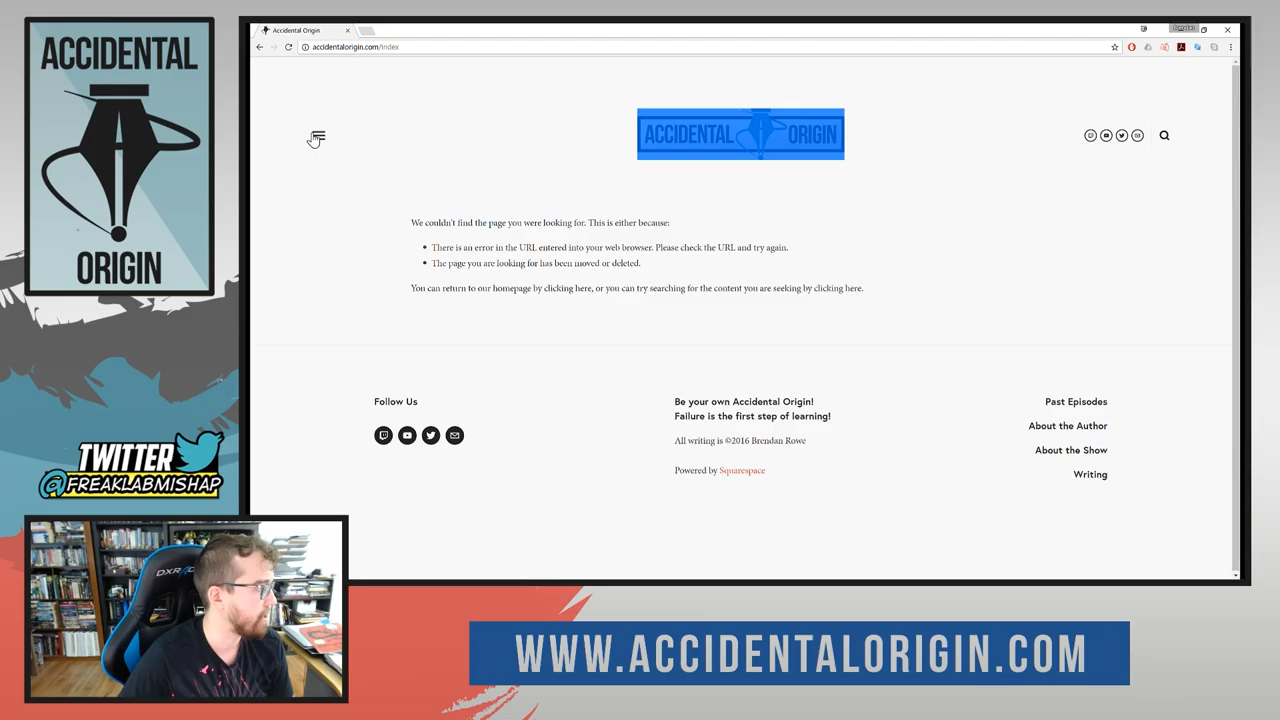 ACCIDENTAL
ORIGIN
Accidental Origin
accidentalorigin.com/index
ACCIDENTAL ORIGIN
We couldn't find the page you were looking for. This is either because:
• There is an error in the URL entered into your web browser. Please check the URL and try again.
• The page you are looking for has been moved or deleted.
You can return to our homepage by clicking here, or you can try searching for the content you are seeking by clicking here.
Follow Us
Be your own Accidental Origin!
Failure is the first step of learning!
All writing is ©2016 Brendan Rowe
Powered by Squarespace
Past Episodes
About the Author
About the Show
Writing
TWITTER
@FREAKLABMISHAP
WWW.ACCIDENTALORIGIN.COM